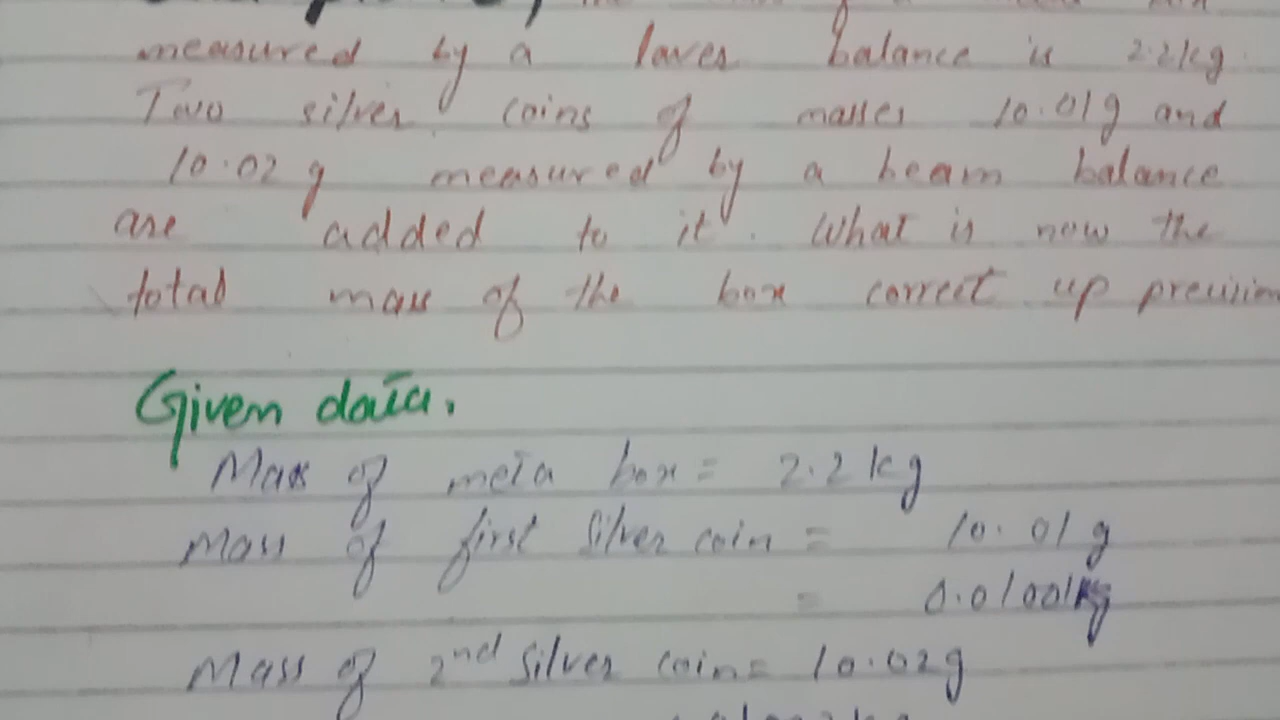 measured by a laver balance is 2.2kg
Two silver coins of masses 10.01g and
10.02 g measured by a beam balance
are added to it. What is now the
total mass of the box correct up precision
Given data.
Mass of meta box = 2.2 kg
Mass of first silver coin = 10.01 g
= 0.01001kg
Mass of 2nd silver coin = 10.02g